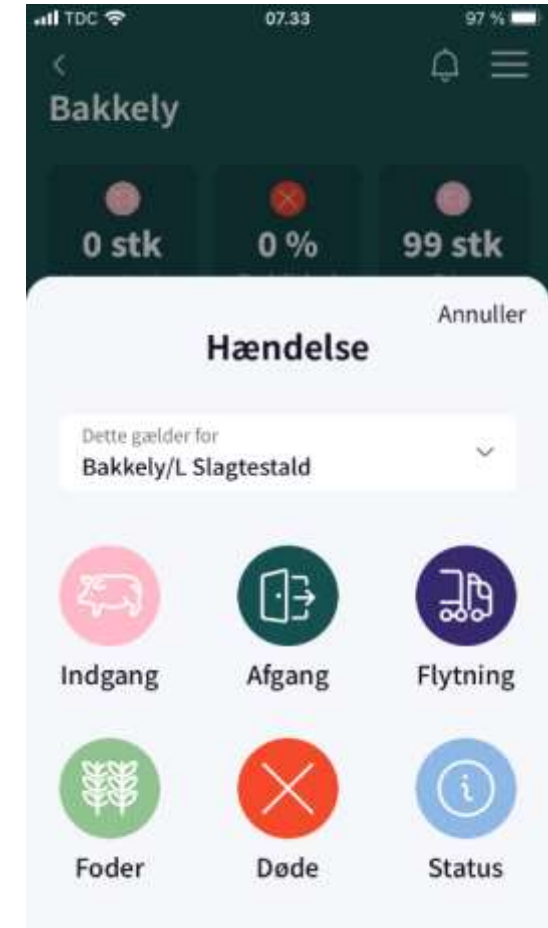 TDC 07.33 97 %
Bakkely
0 stk 0 % 99 stk
Annuller
Hændelse
Dette gælder for
Bakkely/L Slagtestald
Indgang Afgang Flytning
Foder Døde Status